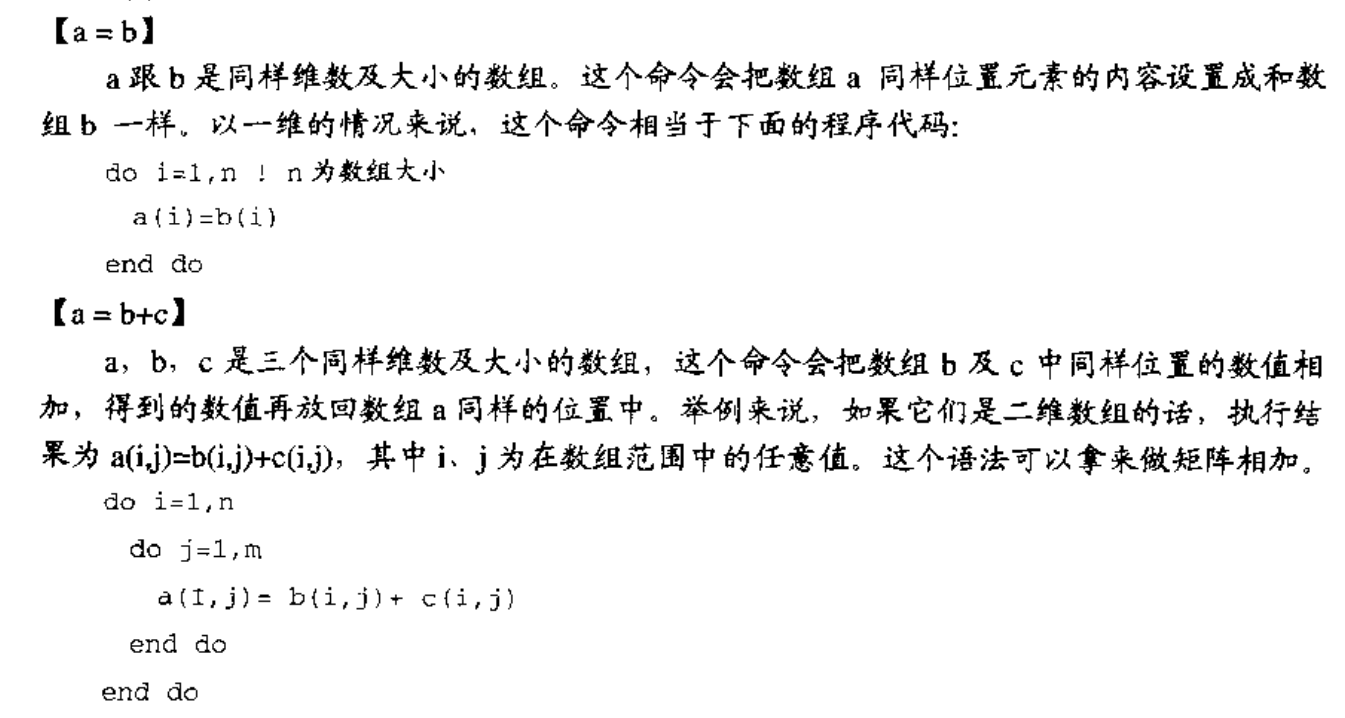 【a = b】
a 跟 b 是同样维数及大小的数组。这个命令会把数组 a 同样位置元素的内容设置成和数
组 b 一样。以一维的情况来说，这个命令相当于下面的程序代码：
do i=1,n ! n 为数组大小
a(i)=b(i)
end do
【a = b+c】
a，b，c 是三个同样维数及大小的数组，这个命令会把数组 b 及 c 中同样位置的数值相
加，得到的数值再放回数组 a 同样的位置中。举例来说，如果它们是二维数组的话，执行结
果为 a(i,j)=b(i,j)+c(i,j)，其中 i、j 为在数组范围中的任意值。这个语法可以拿来做矩阵相加。
do i=1,n
do j=1,m
a(I,j)= b(i,j)+ c(i,j)
end do
end do